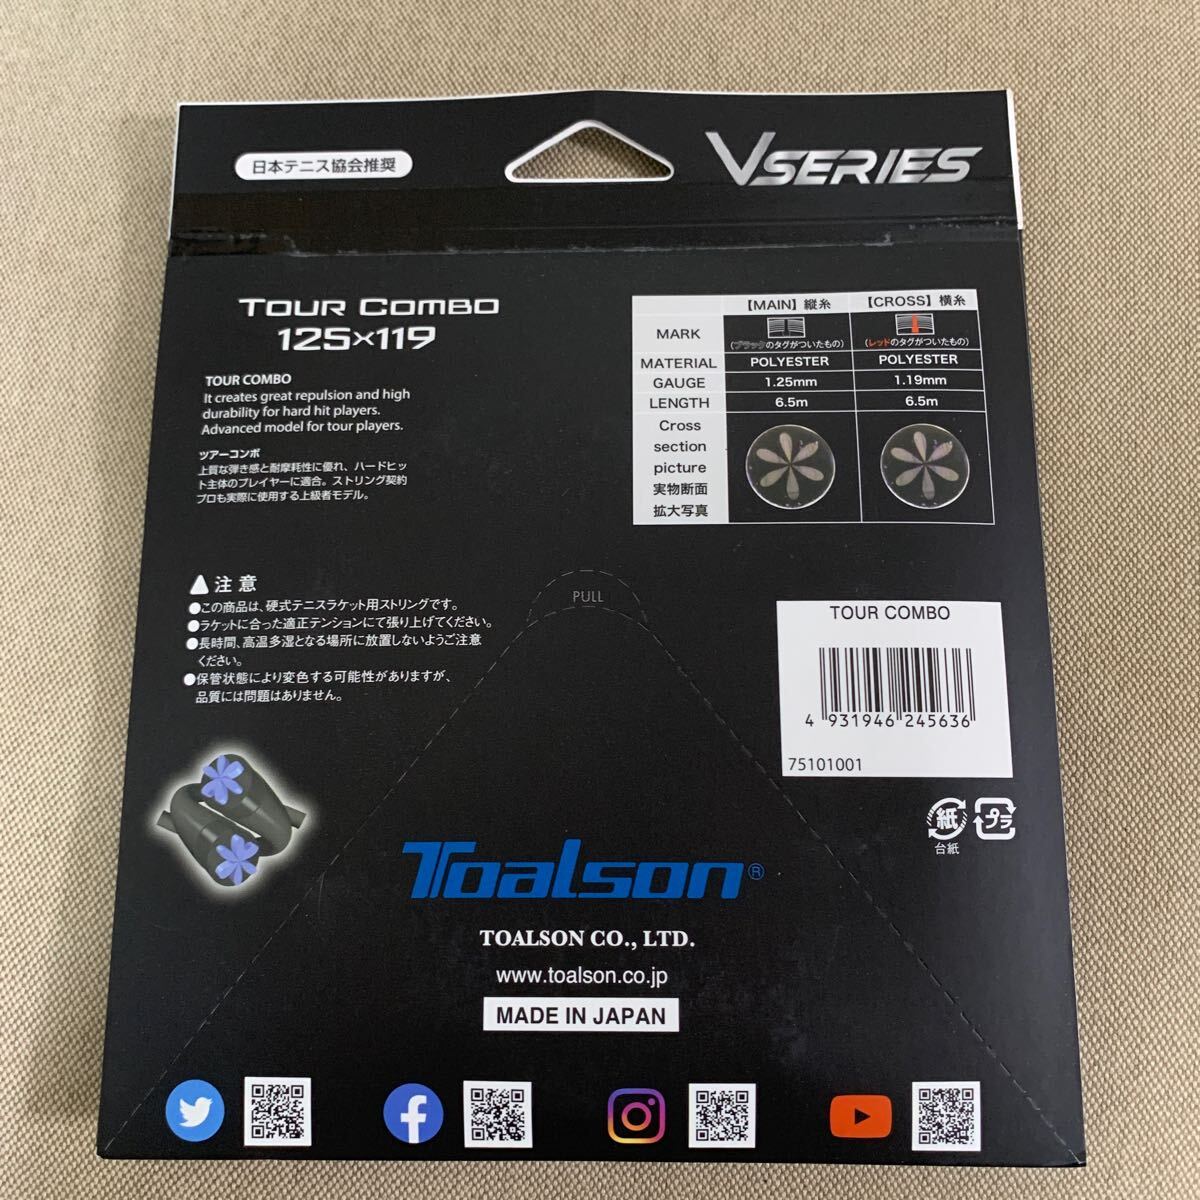 日本テニス協会推奨
VSERIES
TOUR COMBO
125×119
TOUR COMBO
It creates great repulsion and high
durability for hard hit players.
Advanced model for tour players.
ツアーコンボ
上質な弾き感と耐摩耗性に優れ、ハードヒッ
ト主体のプレイヤーに適合。ストリング契約
プロも実際に使用する上級者モデル。
【MAIN】縦糸 【CROSS】横糸
MARK (ブラックのタグがついたもの) (レッドのタグがついたもの)
MATERIAL POLYESTER POLYESTER
GAUGE 1.25mm 1.19mm
LENGTH 6.5m 6.5m
Cross
section
picture
実物断面
拡大写真
注意
●この商品は、硬式テニスラケット用ストリングです。
●ラケットに合った適正テンションにて張り上げてください。
●長時間、高温多湿となる場所に放置しないようご注意
ください。
●保管状態により変色する可能性がありますが、
品質には問題はありません。
PULL
TOUR COMBO
4 931946 245636
75101001
紙
台紙
プラ
Toalson®
TOALSON CO., LTD.
www.toalson.co.jp
MADE IN JAPAN